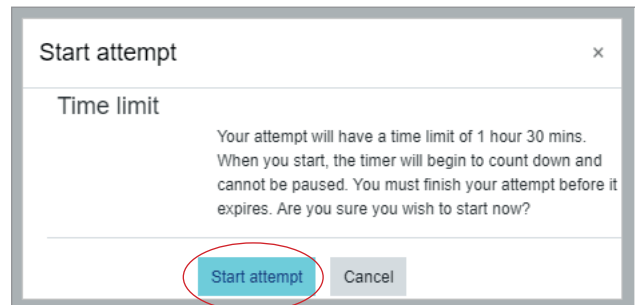 Start attempt ×
Time limit
Your attempt will have a time limit of 1 hour 30 mins.
When you start, the timer will begin to count down and
cannot be paused. You must finish your attempt before it
expires. Are you sure you wish to start now?
Start attempt Cancel